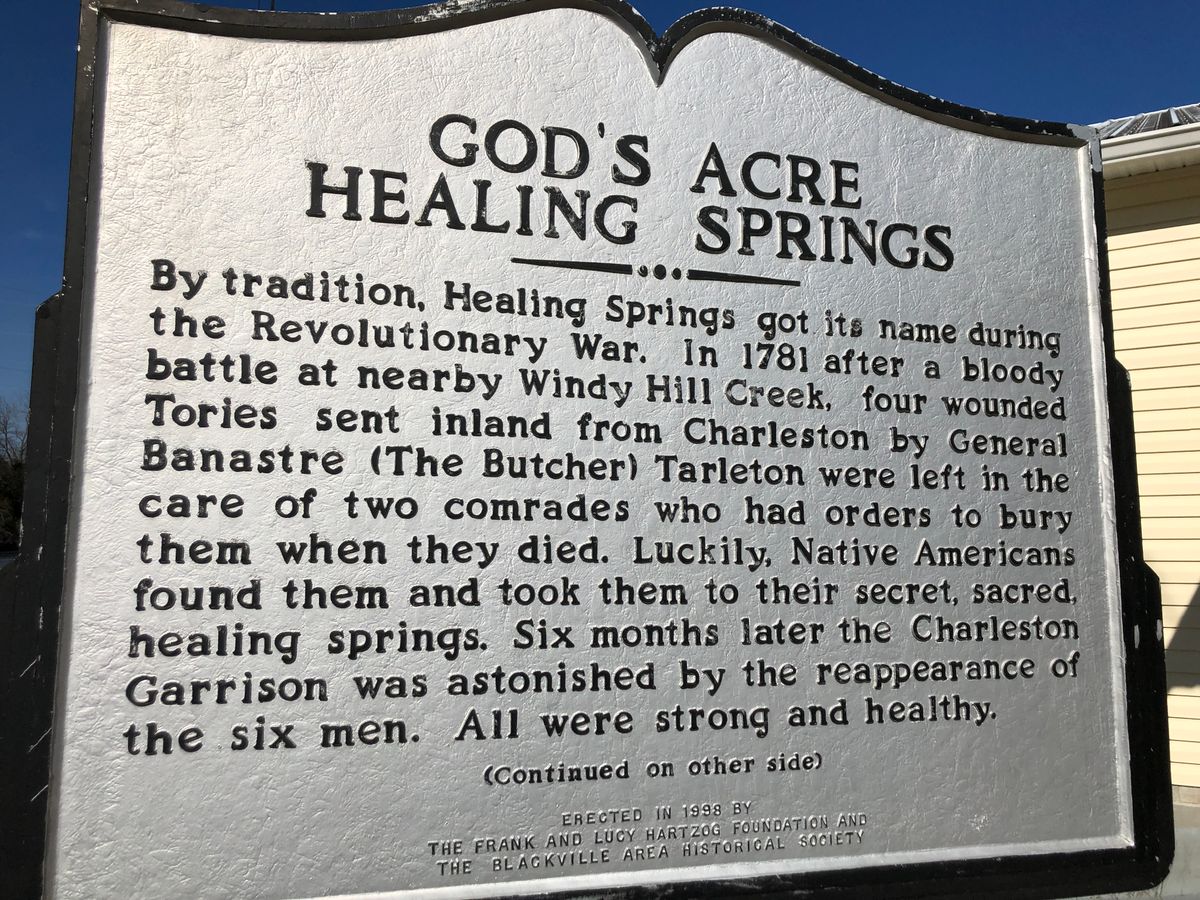 GOD'S ACRE
HEALING SPRINGS
By tradition, Healing Springs got its name during
the Revolutionary War. In 1781 after a bloody
battle at nearby Windy Hill Creek, four wounded
Tories sent inland from Charleston by General
Banastre (The Butcher) Tarleton were left in the
care of two comrades who had orders to bury
them when they died. Luckily, Native Americans
found them and took them to their secret, sacred,
healing springs. Six months later the Charleston
Garrison was astonished by the reappearance of
the six men. All were strong and healthy.
(Continued on other side)
ERECTED IN 1998 BY
THE FRANK AND LUCY HARTZOG FOUNDATION AND
THE BLACKVILLE AREA HISTORICAL SOCIETY